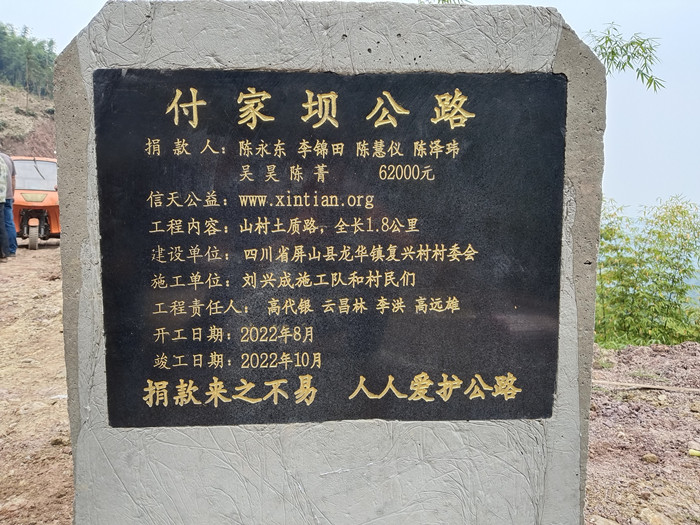 付家坝公路
捐款人：陈永东 李锦田 陈慧仪 陈泽玮
吴昊 陈菁 62000元
信天公益：www.xintian.org
工程内容：山村土质路，全长1.8公里
建设单位：四川省屏山县龙华镇复兴村村委会
施工单位：刘兴成施工队和村民们
工程责任人：高代银 云昌林 李洪 高远雄
开工日期：2022年8月
竣工日期：2022年10月
捐款来之不易 人人爱护公路